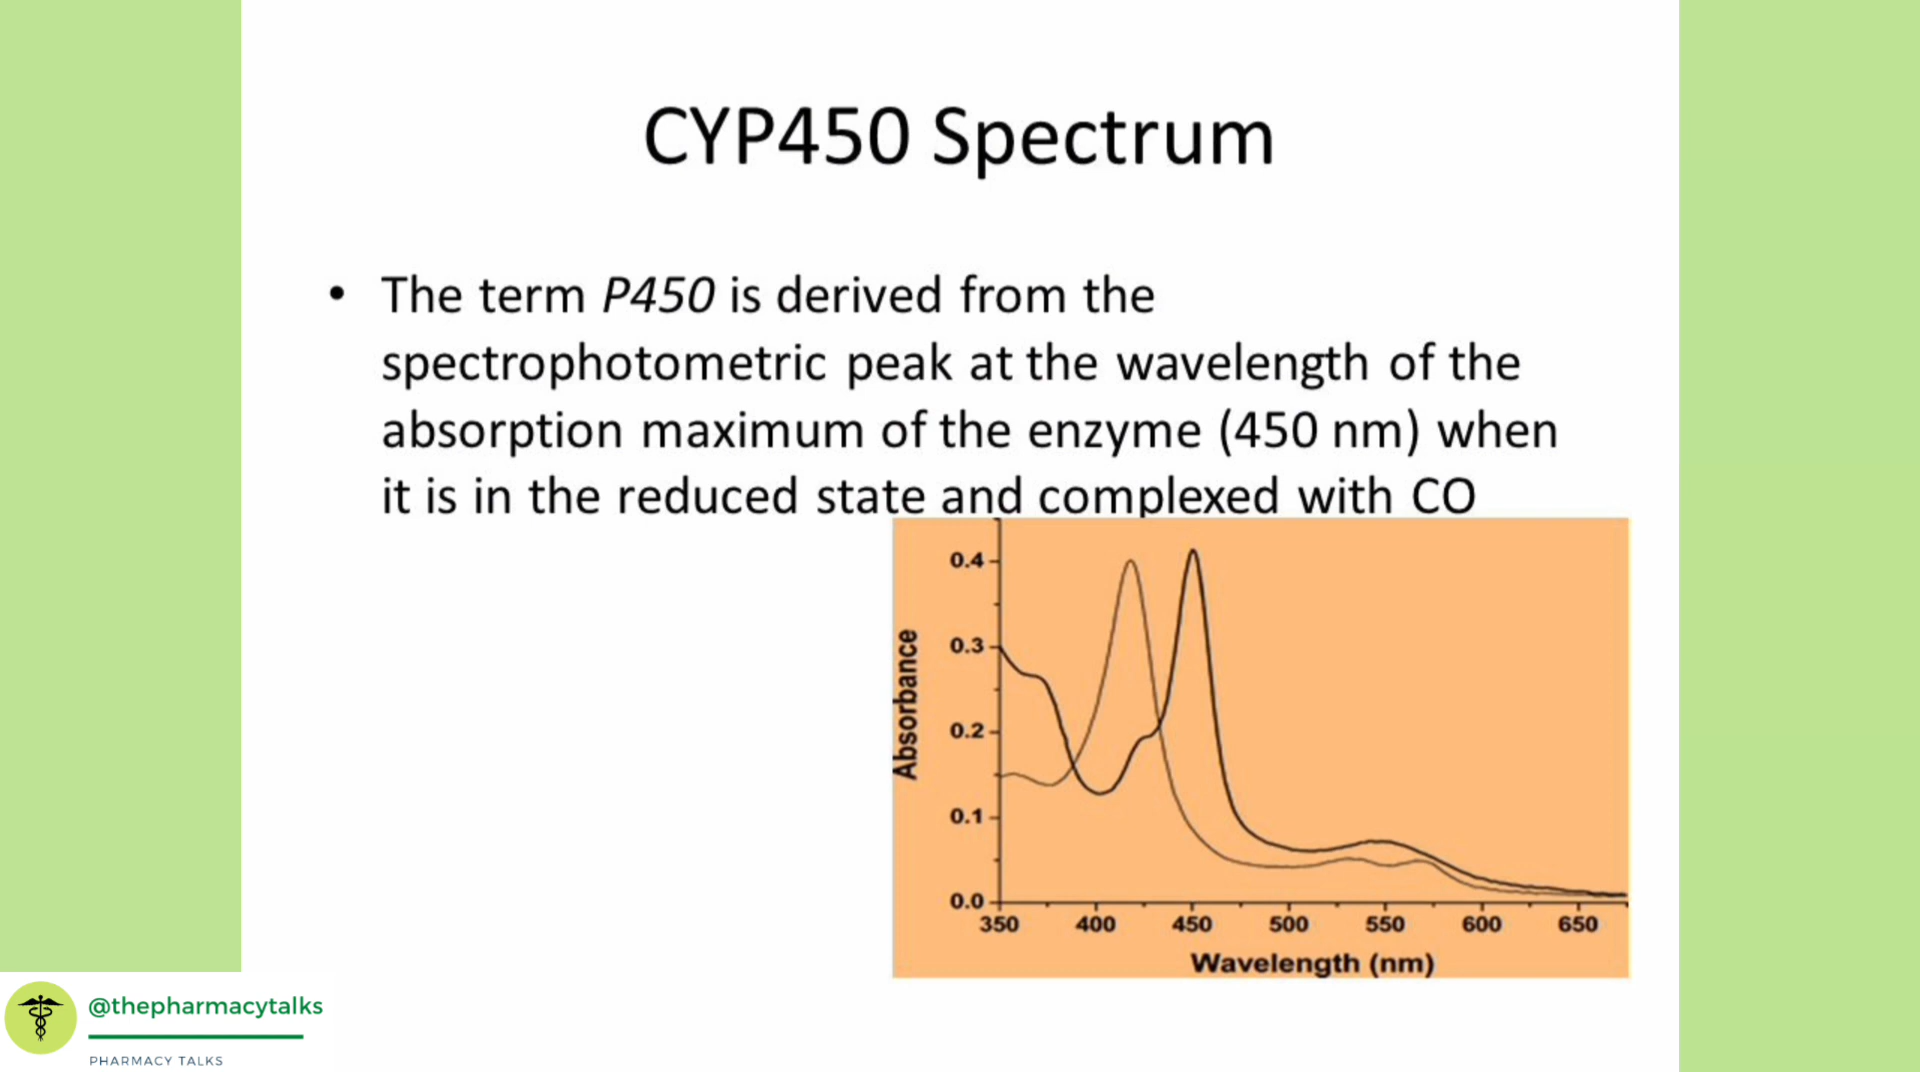 CYP450 Spectrum
• The term P450 is derived from the
spectrophotometric peak at the wavelength of the
absorption maximum of the enzyme (450 nm) when
it is in the reduced state and complexed with CO
Absorbance
0.4
0.3
0.2
0.1
0.0
350 400 450 500 550 600 650
Wavelength (nm)
@thepharmacytalks
PHARMACY TALKS